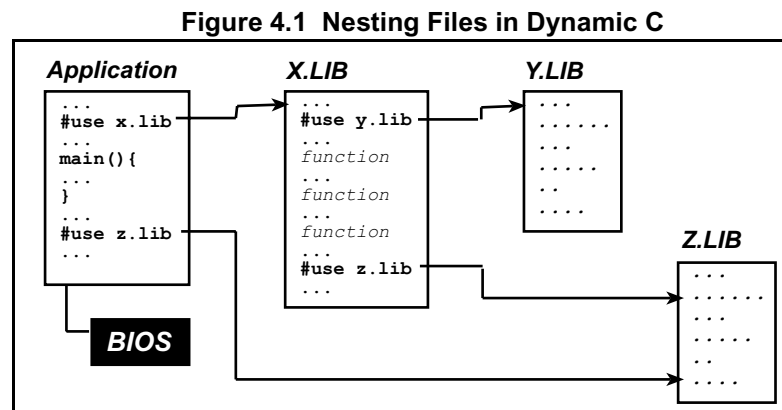 Figure 4.1 Nesting Files in Dynamic C
Application
...
#use x.lib
...
main(){
...
}
...
#use z.lib
...
BIOS
X.LIB
...
#use y.lib
...
function
...
function
...
function
...
#use z.lib
...
Y.LIB
...
......
...
.....
..
....
Z.LIB
...
......
...
.....
..
....